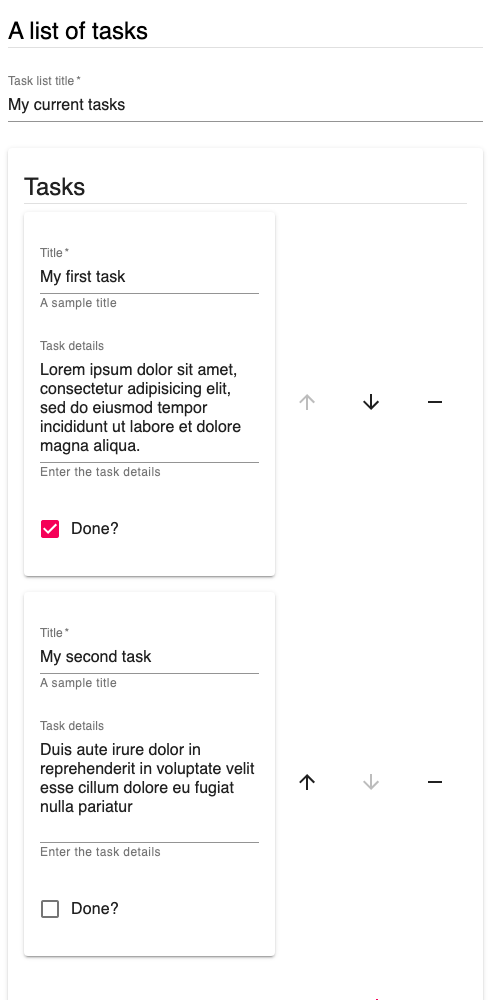 A list of tasks
Task list title *
My current tasks
Tasks
Title *
My first task
A sample title
Task details
Lorem ipsum dolor sit amet,
consectetur adipisicing elit,
sed do eiusmod tempor
incididunt ut labore et dolore
magna aliqua.
Enter the task details
Done?
Title *
My second task
A sample title
Task details
Duis aute irure dolor in
reprehenderit in voluptate velit
esse cillum dolore eu fugiat
nulla pariatur
Enter the task details
Done?